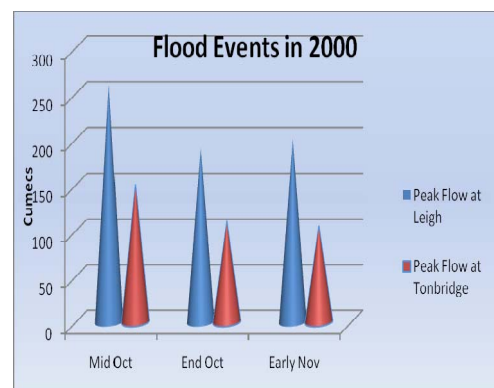 Flood Events in 2000
300
250
200
150
100
50
0
Cumecs
Mid Oct
End Oct
Early Nov
Peak Flow at
Leigh
Peak Flow at
Tonbridge